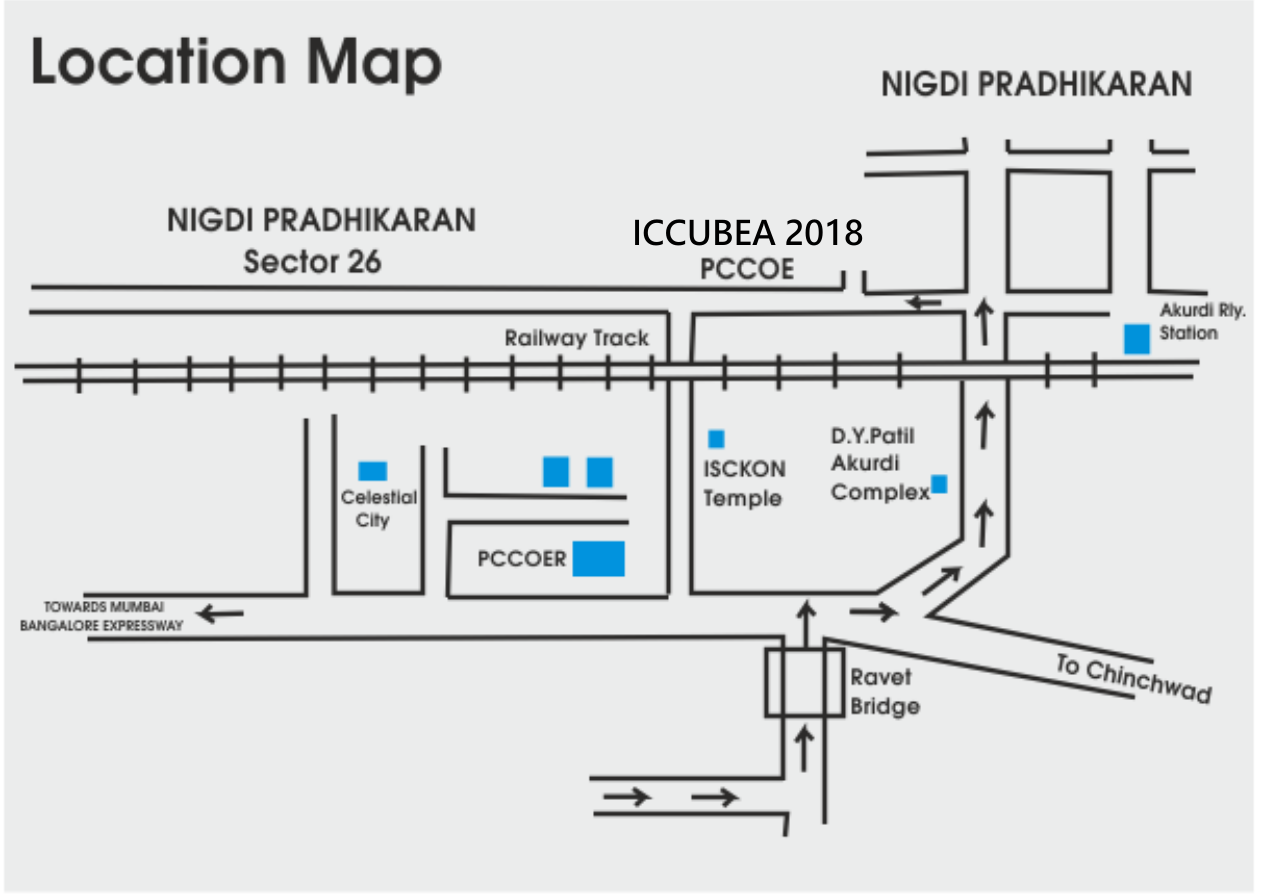 Location Map
NIGDI PRADHIKARAN
NIGDI PRADHIKARAN
Sector 26
ICCUBEA 2018
PCCOE
Akurdi Rly.
Station
Railway Track
Celestial
City
PCCOER
ISCKON
Temple
D.Y.Patil
Akurdi
Complex
TOWARDS MUMBAI
BANGALORE EXPRESSWAY
Ravet
Bridge
To Chinchwad